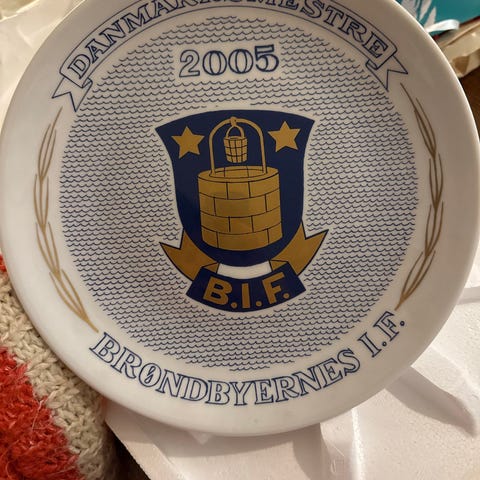 DANMARKSMESTRE
2005
B.I.F.
BRØNDBYERNES I.F.